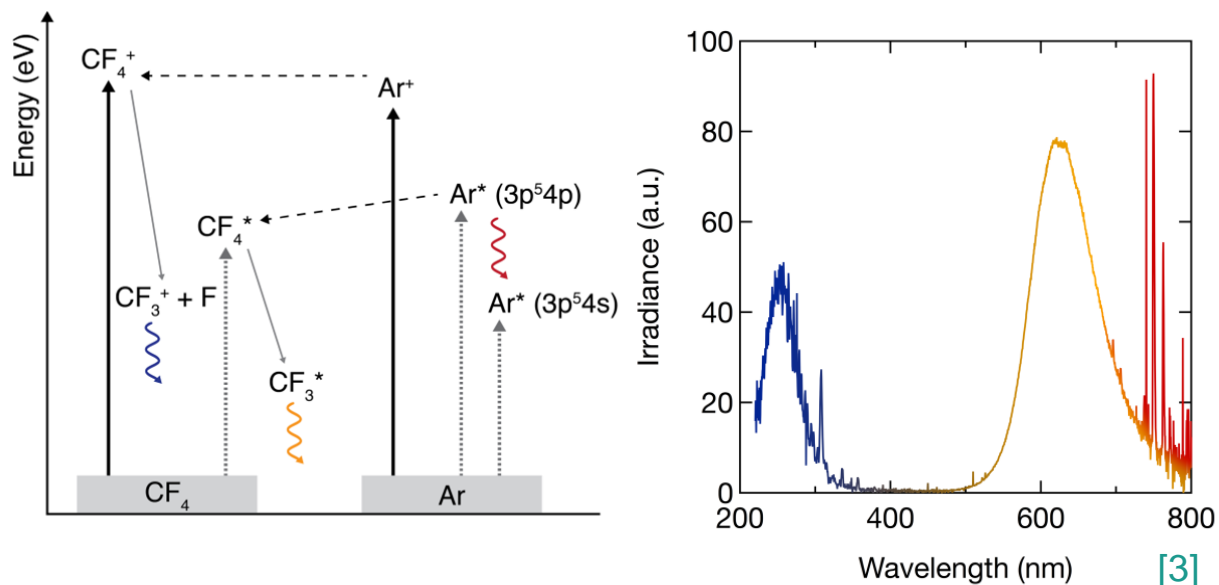 Energy (eV)
CF₄⁺
Ar⁺
Ar* (3p⁵4p)
CF₄*
CF₃⁺ + F
Ar* (3p⁵4s)
CF₃*
CF₄
Ar
Irradiance (a.u.)
100
80
60
40
20
0
200
400
600
800
Wavelength (nm)
[3]